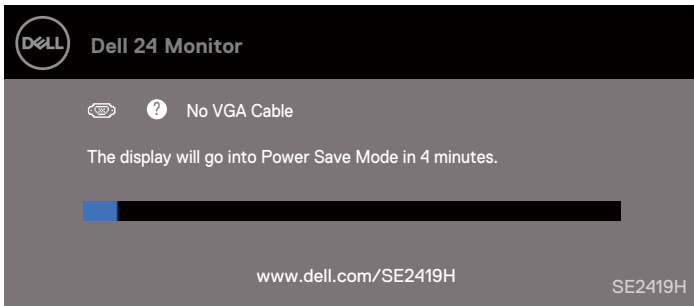 DELL
Dell 24 Monitor
? No VGA Cable
The display will go into Power Save Mode in 4 minutes.
www.dell.com/SE2419H
SE2419H